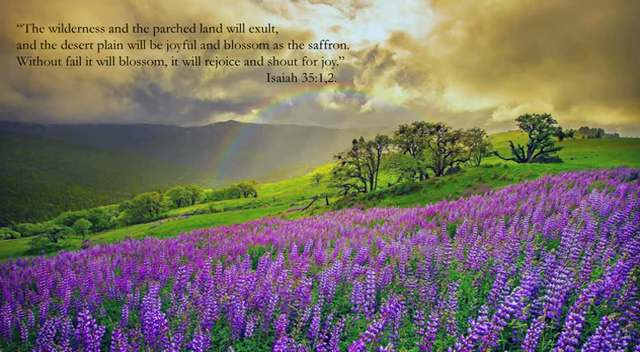 “The wilderness and the parched land will exult,
and the desert plain will be joyful and blossom as the saffron.
Without fail it will blossom, it will rejoice and shout for joy.”
Isaiah 35:1,2.